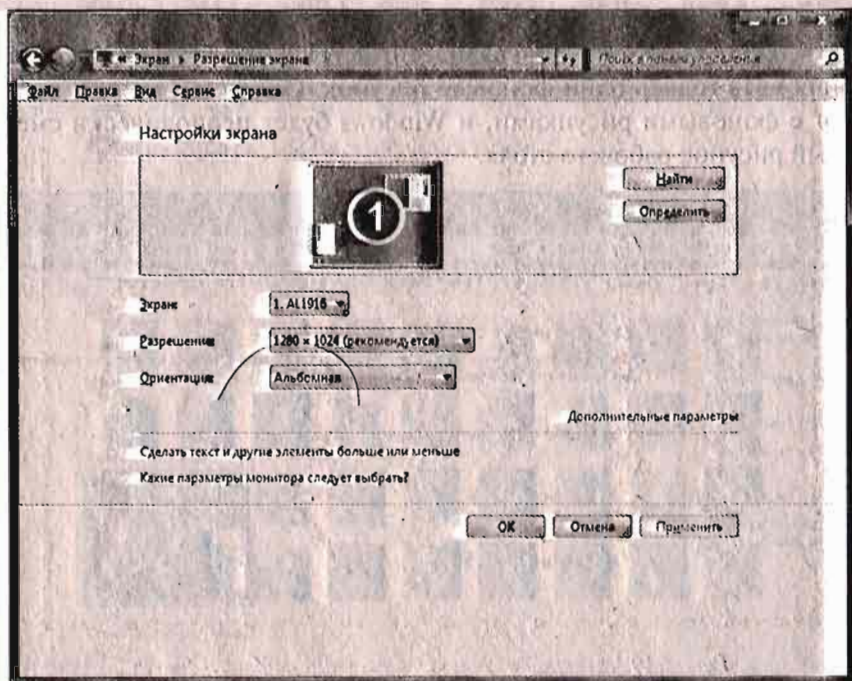 « Экран ▸ Разрешение экрана
Поиск в панели управления
Файл Правка Вид Сервис Справка
Настройки экрана
1
Найти
Определить
Экран: 1. AL1916
Разрешение: 1280 × 1024 (рекомендуется)
Ориентация: Альбомная
Дополнительные параметры
Сделать текст и другие элементы больше или меньше
Какие параметры монитора следует выбрать?
ОК Отмена Применить